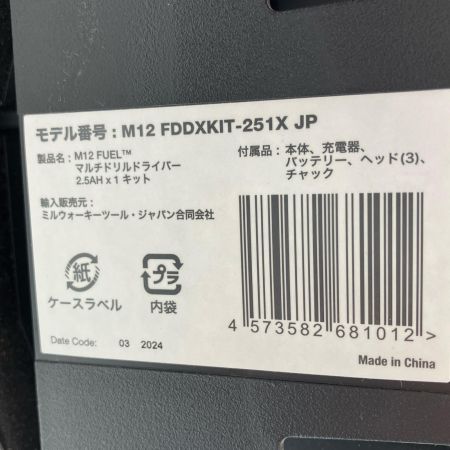 モデル番号：M12 FDDXKIT-251X JP
製品名：M12 FUEL™
マルチドリルドライバー
2.5AH x 1 キット
付属品：本体、充電器、
バッテリー、ヘッド(3)、
チャック
輸入販売元：
ミルウォーキーツール・ジャパン合同会社
紙
ケースラベル
プラ
内袋
4 573582 681012 >
Date Code: 03 2024
Made in China